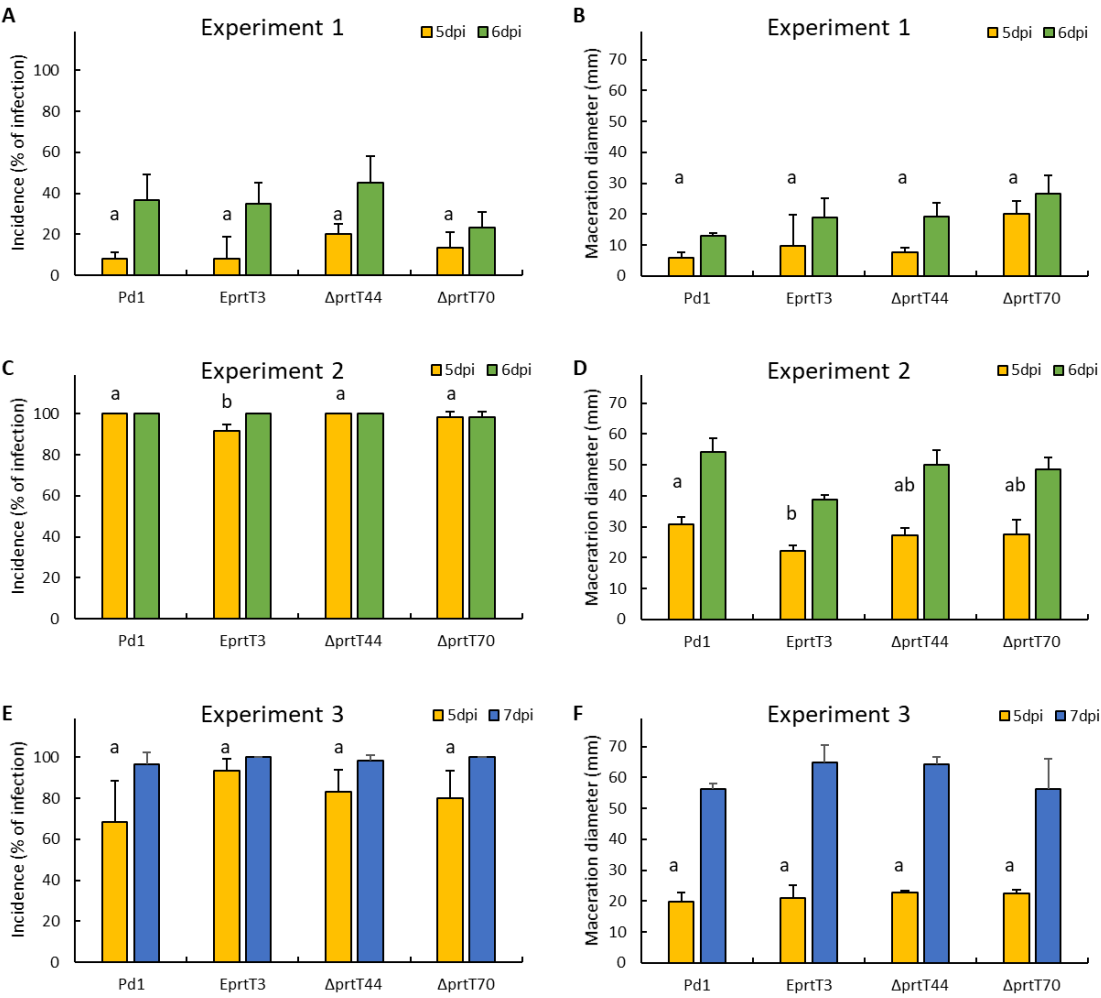 A
Experiment 1
5dpi 6dpi
Incidence (% of infection)
100
80
60
40
20
0
a a a a
Pd1 EprtT3 ΔprtT44 ΔprtT70
B
Experiment 1
5dpi 6dpi
Maceration diameter (mm)
70
60
50
40
30
20
10
0
a a a a
Pd1 EprtT3 ΔprtT44 ΔprtT70
C
Experiment 2
5dpi 6dpi
Incidence (% of infection)
100
80
60
40
20
0
a b a a
Pd1 EprtT3 ΔprtT44 ΔprtT70
D
Experiment 2
5dpi 6dpi
Maceratrion diameter (mm)
70
60
50
40
30
20
10
0
a b ab ab
Pd1 EprtT3 ΔprtT44 ΔprtT70
E
Experiment 3
5dpi 7dpi
Incidence (% of infection)
100
80
60
40
20
0
a a a a
Pd1 EprtT3 ΔprtT44 ΔprtT70
F
Experiment 3
5dpi 7dpi
Maceration diameter (mm)
70
60
50
40
30
20
10
0
a a a a
Pd1 EprtT3 ΔprtT44 ΔprtT70